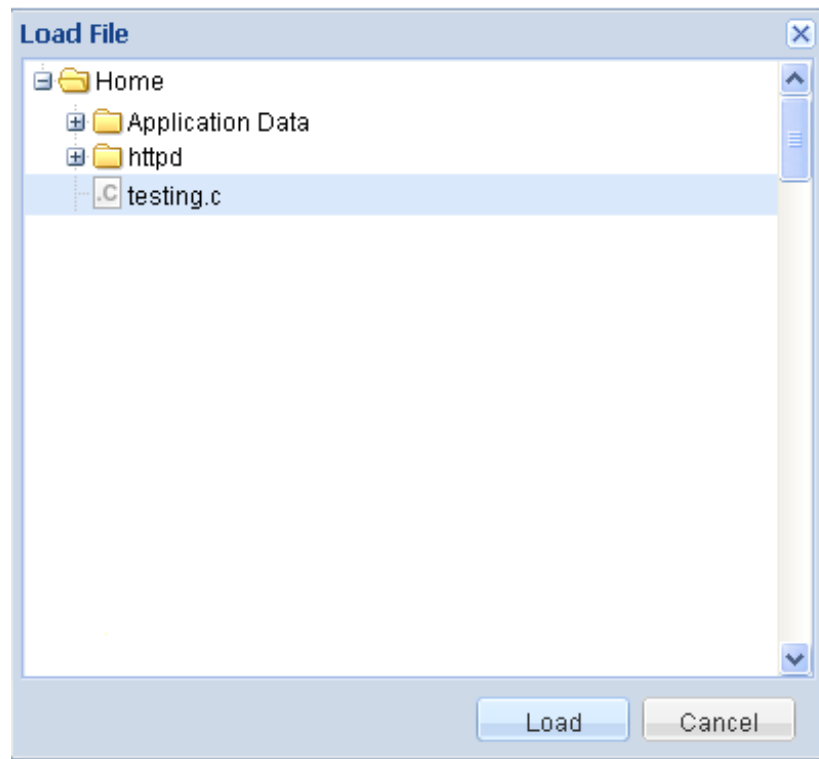 Load File
Home
Application Data
httpd
.C testing.c
Load Cancel